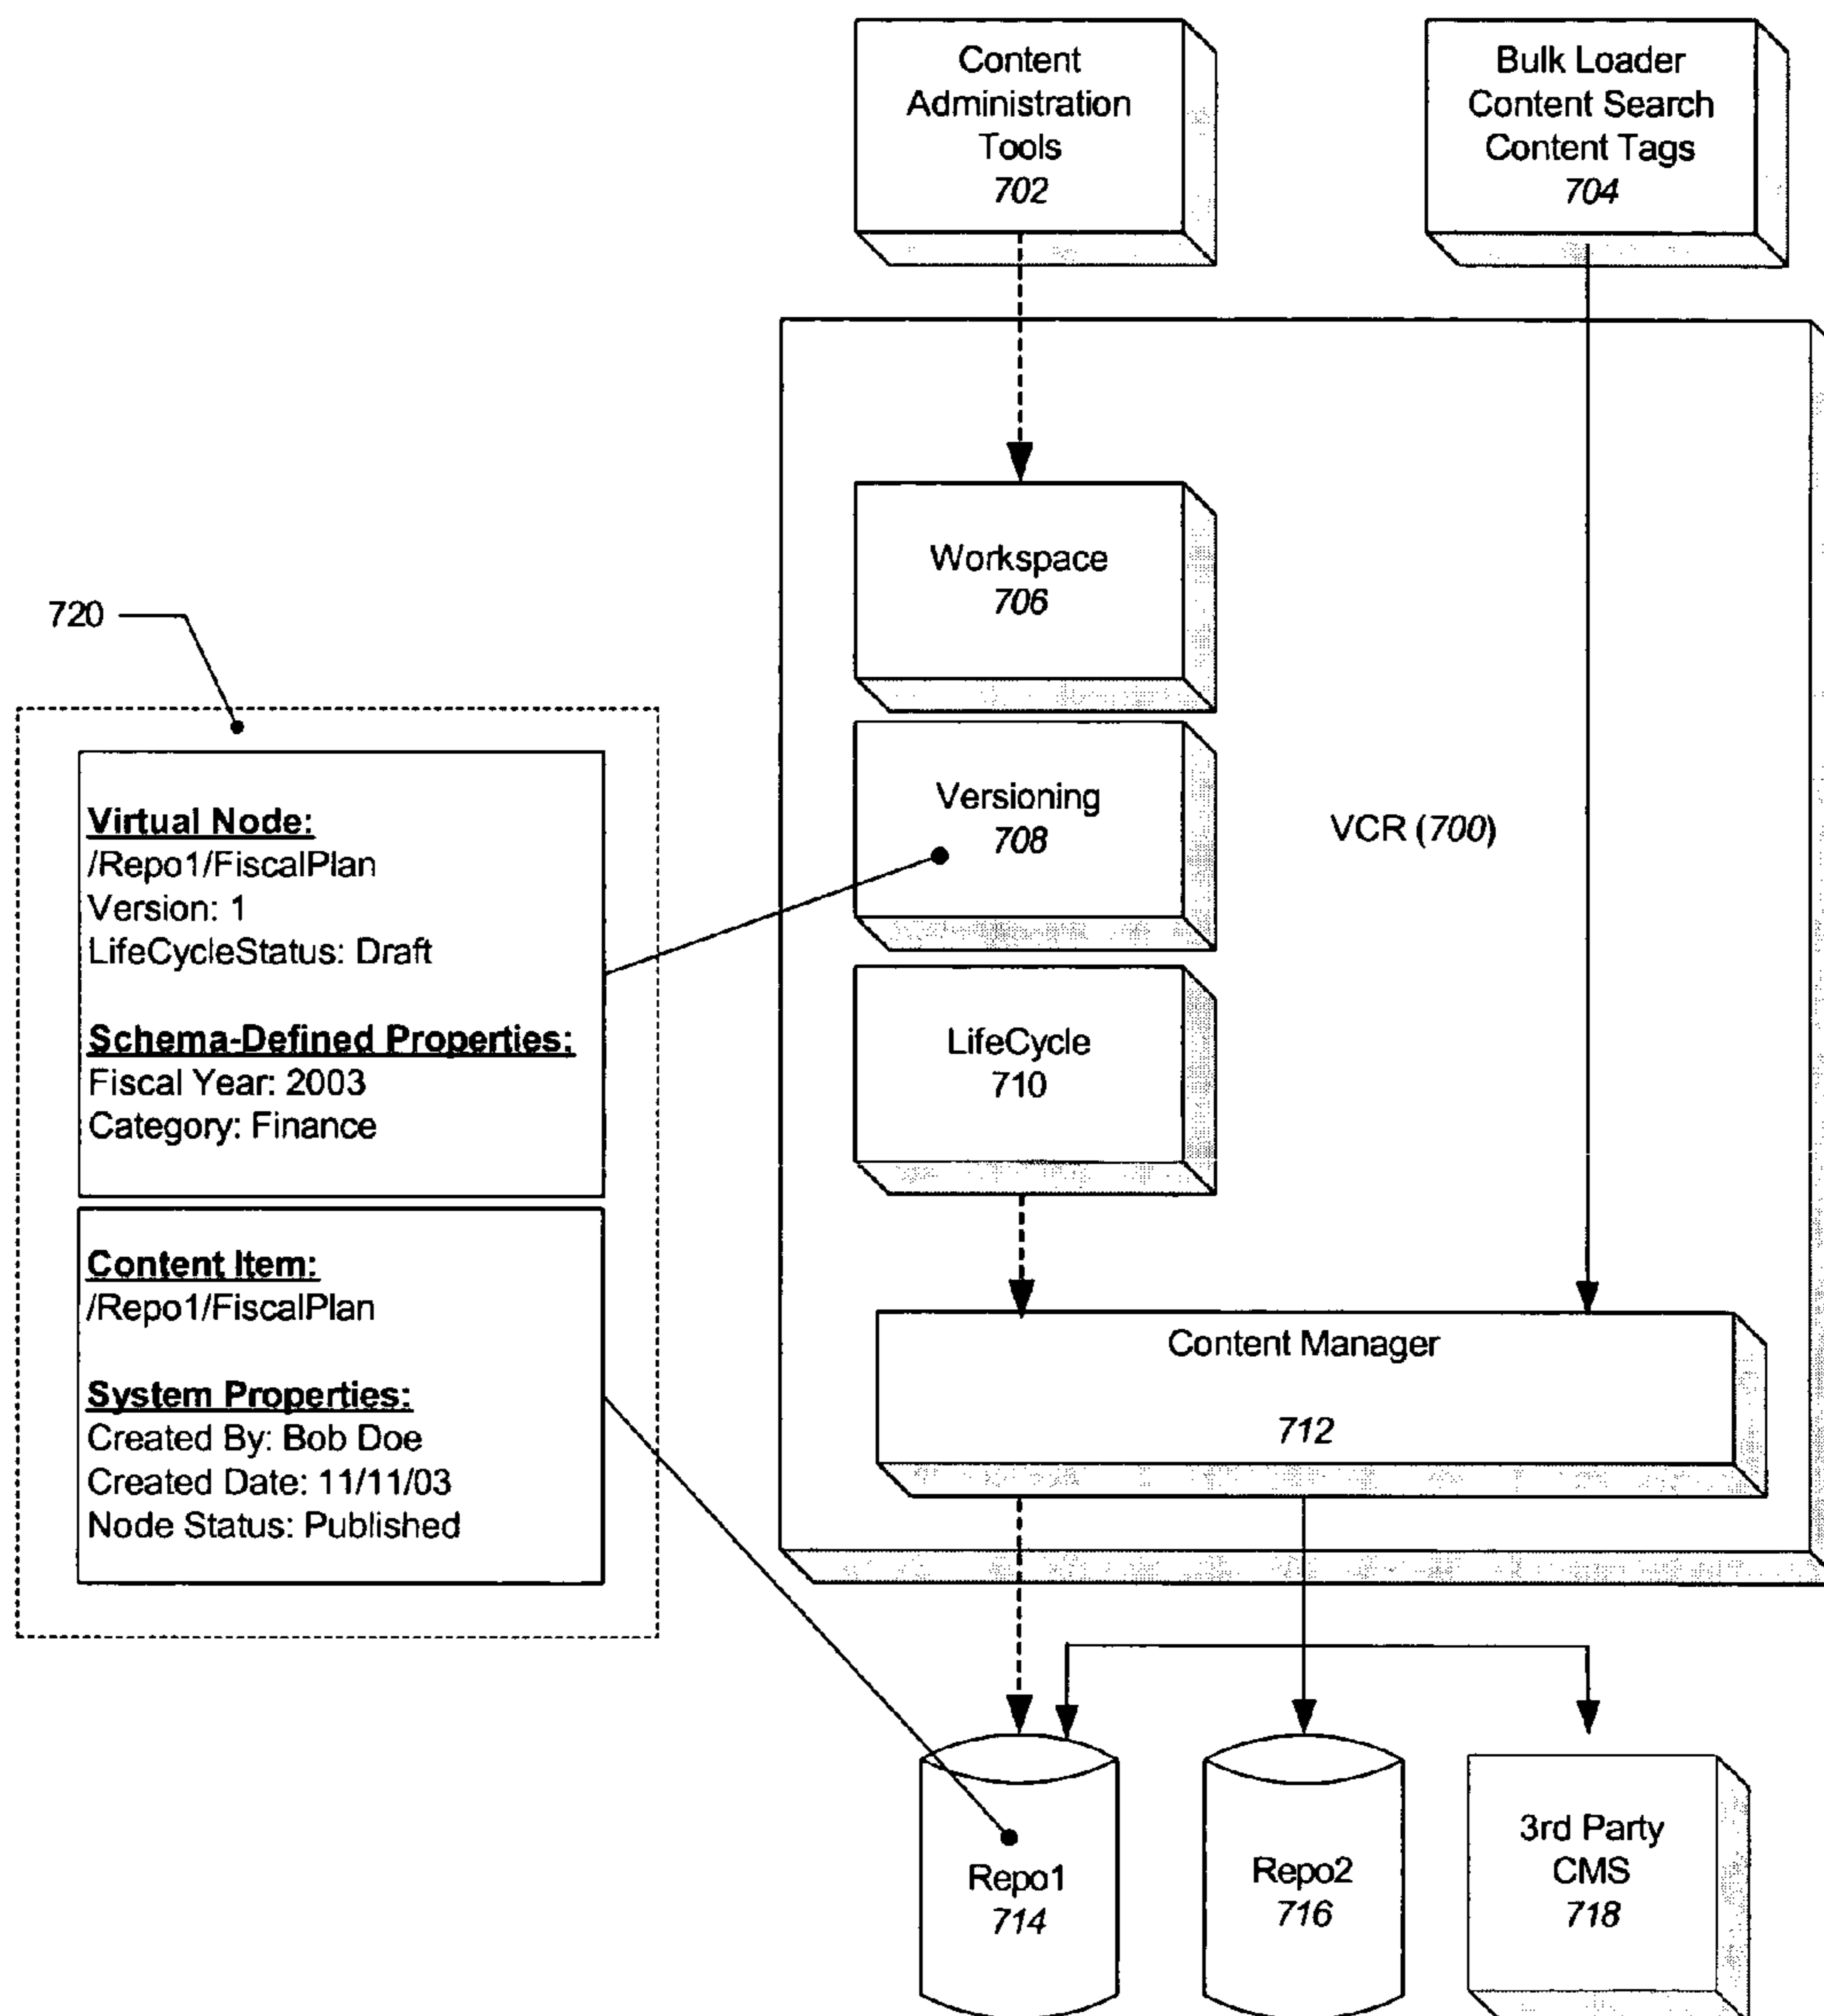 Content
Administration
Tools
702
Bulk Loader
Content Search
Content Tags
704
Workspace
706
720
Versioning
708
VCR (700)
Virtual Node:
/Repo1/FiscalPlan
Version: 1
LifeCycleStatus: Draft
Schema-Defined Properties:
Fiscal Year: 2003
Category: Finance
LifeCycle
710
Content Item:
/Repo1/FiscalPlan
System Properties:
Created By: Bob Doe
Created Date: 11/11/03
Node Status: Published
Content Manager
712
Repo1
714
Repo2
716
3rd Party
CMS
718